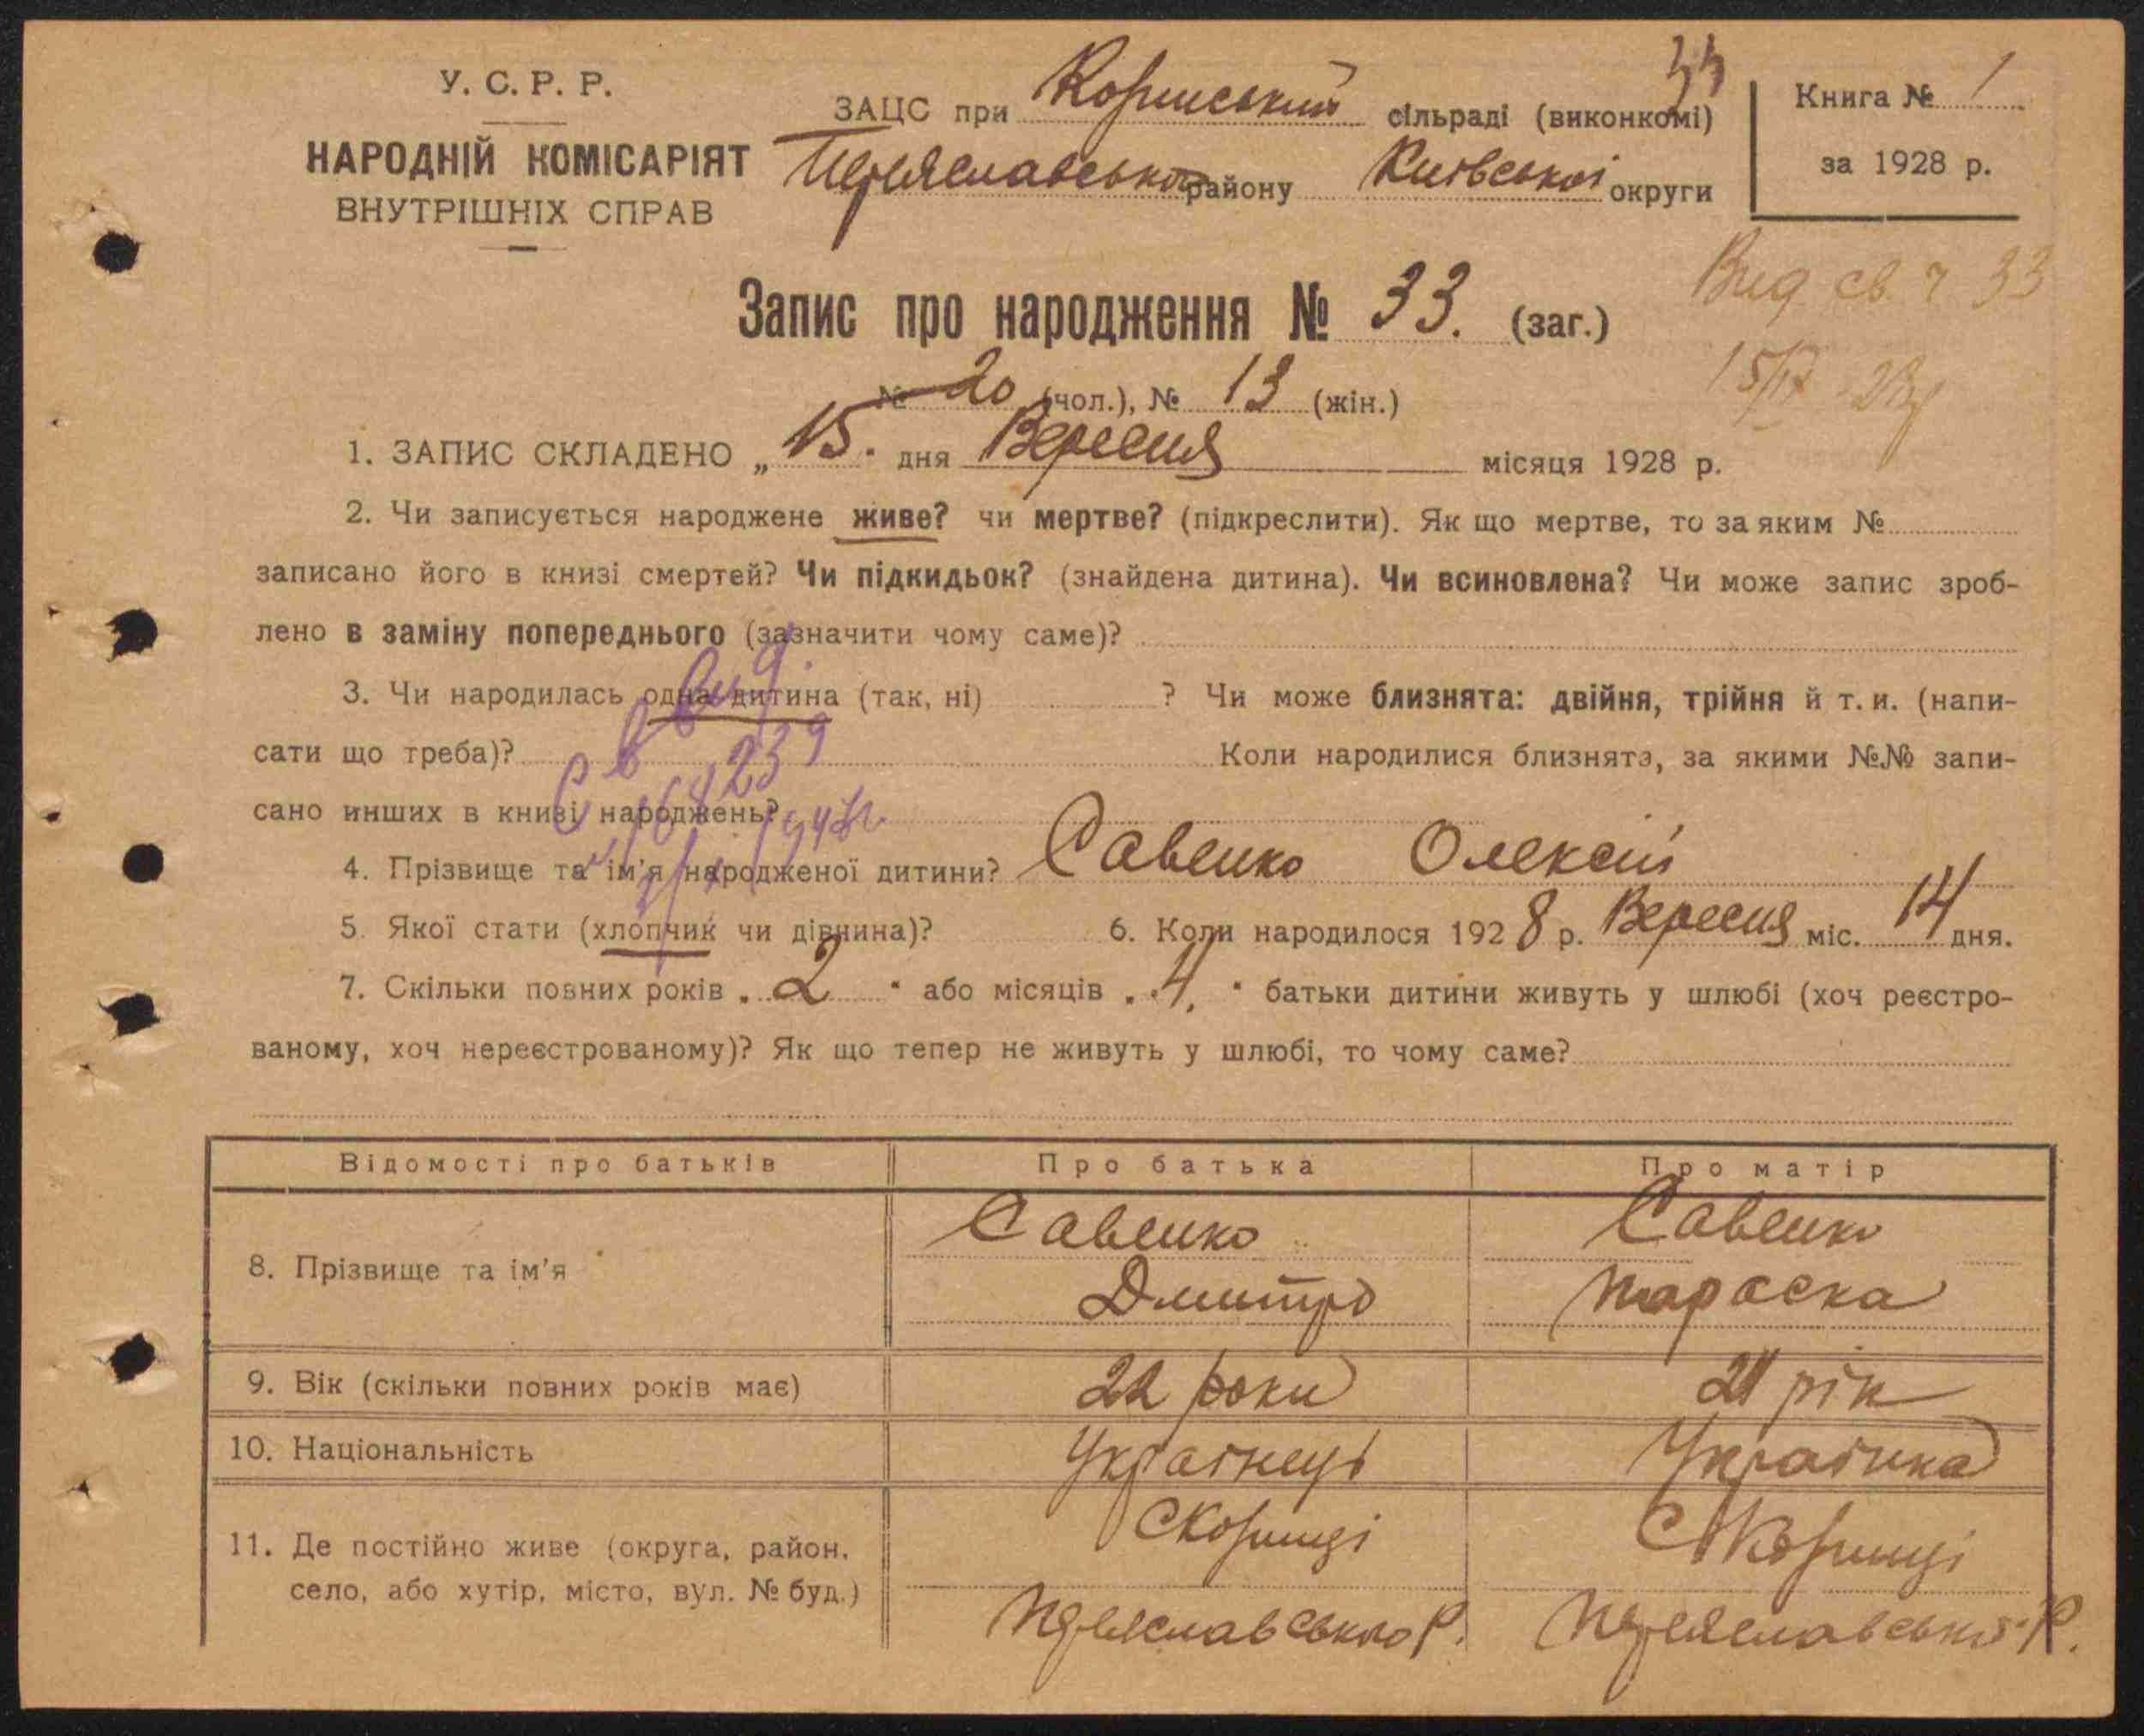 У. С. Р. Р.
НАРОДНІЙ КОМІСАРІЯТ
ВНУТРІШНІХ СПРАВ
ЗАЦС при сільраді (виконкомі)
Переяславського району Київської округи
Книга № 1
за 1928 р.
Вид. св. ч 33
Запис про народження № 33. (заг.)
№ 20 (чол.), № 13 (жін.)
1. ЗАПИС СКЛАДЕНО „ 15 " дня Вересня місяця 1928 р.
2. Чи записується народжене живе? чи мертве? (підкреслити). Як що мертве, то за яким №
записано його в книзі смертей? Чи підкидьок? (знайдена дитина). Чи всиновлена? Чи може запис зроб-
лено в заміну попереднього (зазначити чому саме)?
3. Чи народилась одна дитина (так, ні) ? Чи може близнята: двійня, трійня й т. и. (напи-
сати що треба)? Коли народилися близнята, за якими №№ запи-
сано инших в книзі народжень?
4. Прізвище та ім'я народженої дитини? Савенко Олексій
5. Якої стати (хлопчик чи дівчина)? 6. Коли народилося 1928 р. Вересня міс. 14 дня.
7. Скільки повних років „ 2 " або місяців „ 4. " батьки дитини живуть у шлюбі (хоч реєстро-
ваному, хоч нереєстрованому)? Як що тепер не живуть у шлюбі, то чому саме?
Відомості про батьків Про батька Про матір
8. Прізвище та ім'я Савенко Дмитро Савенко Параска
9. Вік (скільки повних років має) 22 роки 21 рік
10. Національність Українець Українка
11. Де постійно живе (округа, район, село, або хутір, місто, вул. № буд.) Переяславського Р. Переяславського Р.